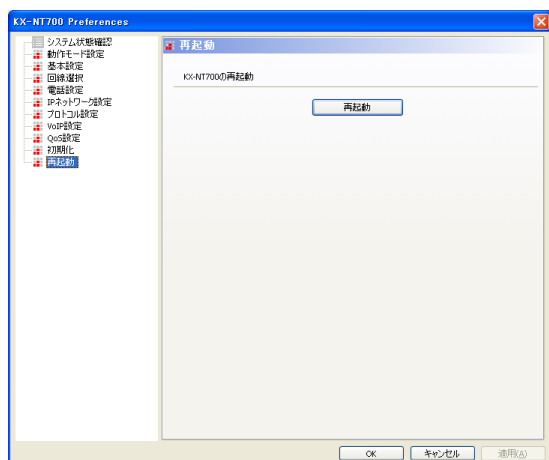 KX-NT700 Preferences
システム状態確認
動作モード設定
基本設定
回線選択
電話設定
IPネットワーク設定
プロトコル設定
VoIP設定
QoS設定
初期化
再起動
再起動
KX-NT700の再起動
再起動
OK
キャンセル
適用(A)